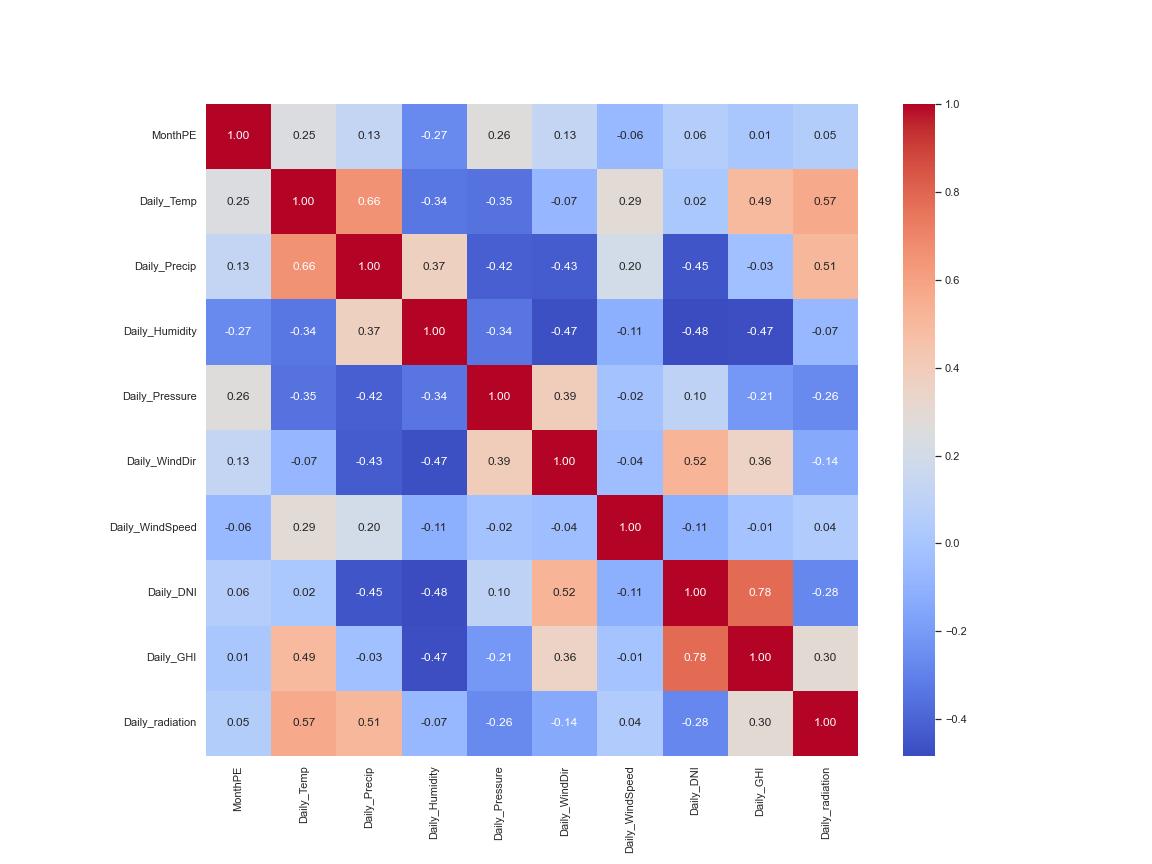 MonthPE 1.00 0.25 0.13 -0.27 0.26 0.13 -0.06 0.06 0.01 0.05
Daily_Temp 0.25 1.00 0.66 -0.34 -0.35 -0.07 0.29 0.02 0.49 0.57
Daily_Precip 0.13 0.66 1.00 0.37 -0.42 -0.43 0.20 -0.45 -0.03 0.51
Daily_Humidity -0.27 -0.34 0.37 1.00 -0.34 -0.47 -0.11 -0.48 -0.47 -0.07
Daily_Pressure 0.26 -0.35 -0.42 -0.34 1.00 0.39 -0.02 0.10 -0.21 -0.26
Daily_WindDir 0.13 -0.07 -0.43 -0.47 0.39 1.00 -0.04 0.52 0.36 -0.14
Daily_WindSpeed -0.06 0.29 0.20 -0.11 -0.02 -0.04 1.00 -0.11 -0.01 0.04
Daily_DNI 0.06 0.02 -0.45 -0.48 0.10 0.52 -0.11 1.00 0.78 -0.28
Daily_GHI 0.01 0.49 -0.03 -0.47 -0.21 0.36 -0.01 0.78 1.00 0.30
Daily_radiation 0.05 0.57 0.51 -0.07 -0.26 -0.14 0.04 -0.28 0.30 1.00
MonthPE
Daily_Temp
Daily_Precip
Daily_Humidity
Daily_Pressure
Daily_WindDir
Daily_WindSpeed
Daily_DNI
Daily_GHI
Daily_radiation
1.0
0.8
0.6
0.4
0.2
0.0
−0.2
−0.4